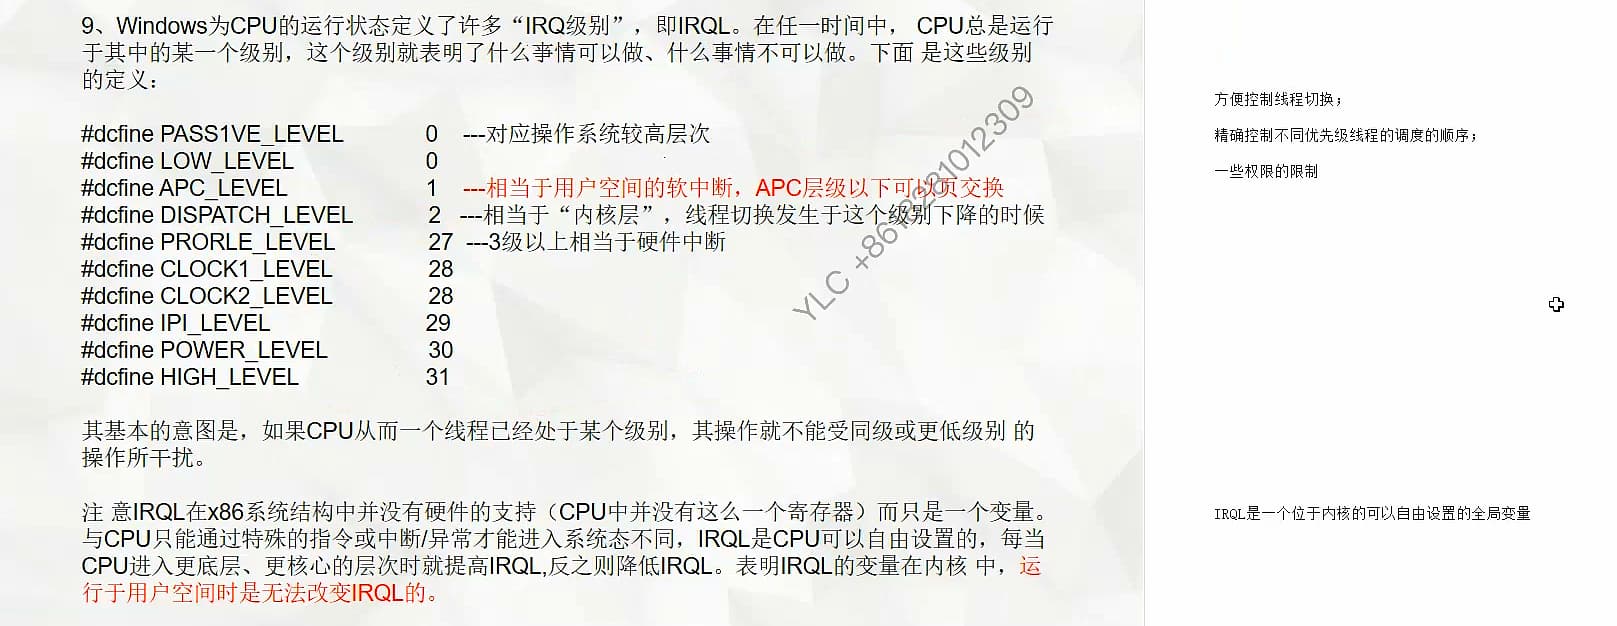 9、Windows为CPU的运行状态定义了许多“IRQ级别”，即IRQL。在任一时间中， CPU总是运行
于其中的某一个级别，这个级别就表明了什么事情可以做、什么事情不可以做。下面 是这些级别
的定义：
#dcfine PASS1VE_LEVEL 0 ---对应操作系统较高层次
#dcfine LOW_LEVEL 0
#dcfine APC_LEVEL 1 ---相当于用户空间的软中断，APC层级以下可以页交换
#dcfine DISPATCH_LEVEL 2 ---相当于“内核层”，线程切换发生于这个级别下降的时候
#dcfine PRORLE_LEVEL 27 ---3级以上相当于硬件中断
#dcfine CLOCK1_LEVEL 28
#dcfine CLOCK2_LEVEL 28
#dcfine IPI_LEVEL 29
#dcfine POWER_LEVEL 30
#dcfine HIGH_LEVEL 31
其基本的意图是，如果CPU从而一个线程已经处于某个级别，其操作就不能受同级或更低级别 的
操作所干扰。
注 意IRQL在x86系统结构中并没有硬件的支持（CPU中并没有这么一个寄存器）而只是一个变量。
与CPU只能通过特殊的指令或中断/异常才能进入系统态不同，IRQL是CPU可以自由设置的，每当
CPU进入更底层、更核心的层次时就提高IRQL,反之则降低IRQL。表明IRQL的变量在内核 中，运
行于用户空间时是无法改变IRQL的。
YLC +8618281012309
方便控制线程切换；
精确控制不同优先级线程的调度的顺序；
一些权限的限制
IRQL是一个位于内核的可以自由设置的全局变量